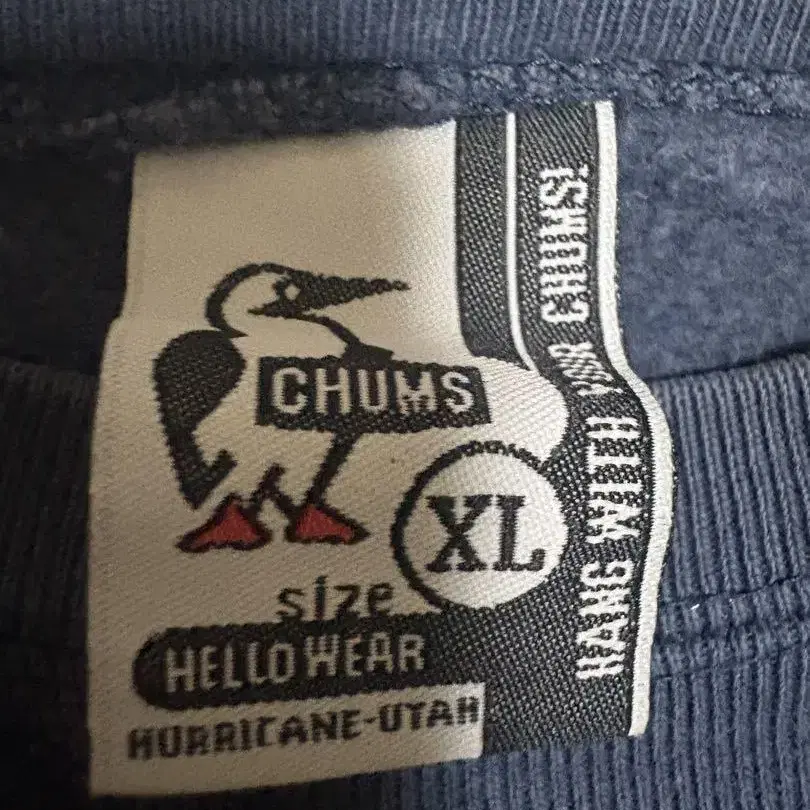 CHUMS
XL
size
HELLO WEAR
HURRICANE-UTAH
HANG WITH YOUR CHUMS!